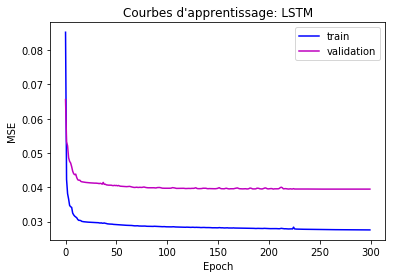 Courbes d'apprentissage: LSTM
train
validation
MSE
0.08
0.07
0.06
0.05
0.04
0.03
0 50 100 150 200 250 300
Epoch